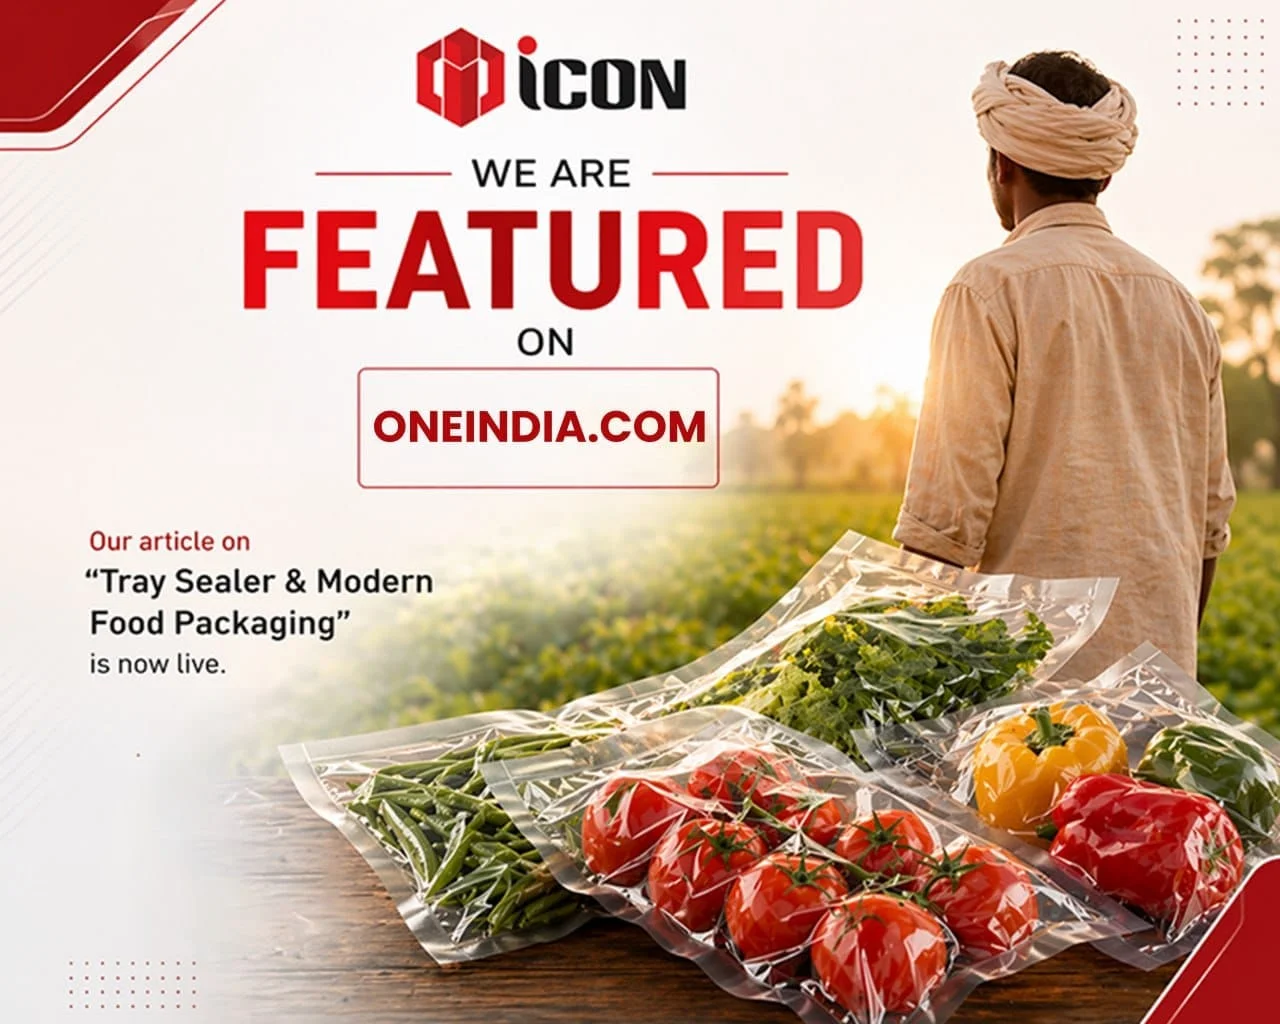 iCON
WE ARE
FEATURED
ON
ONEINDIA.COM
Our article on
“Tray Sealer & Modern
Food Packaging”
is now live.